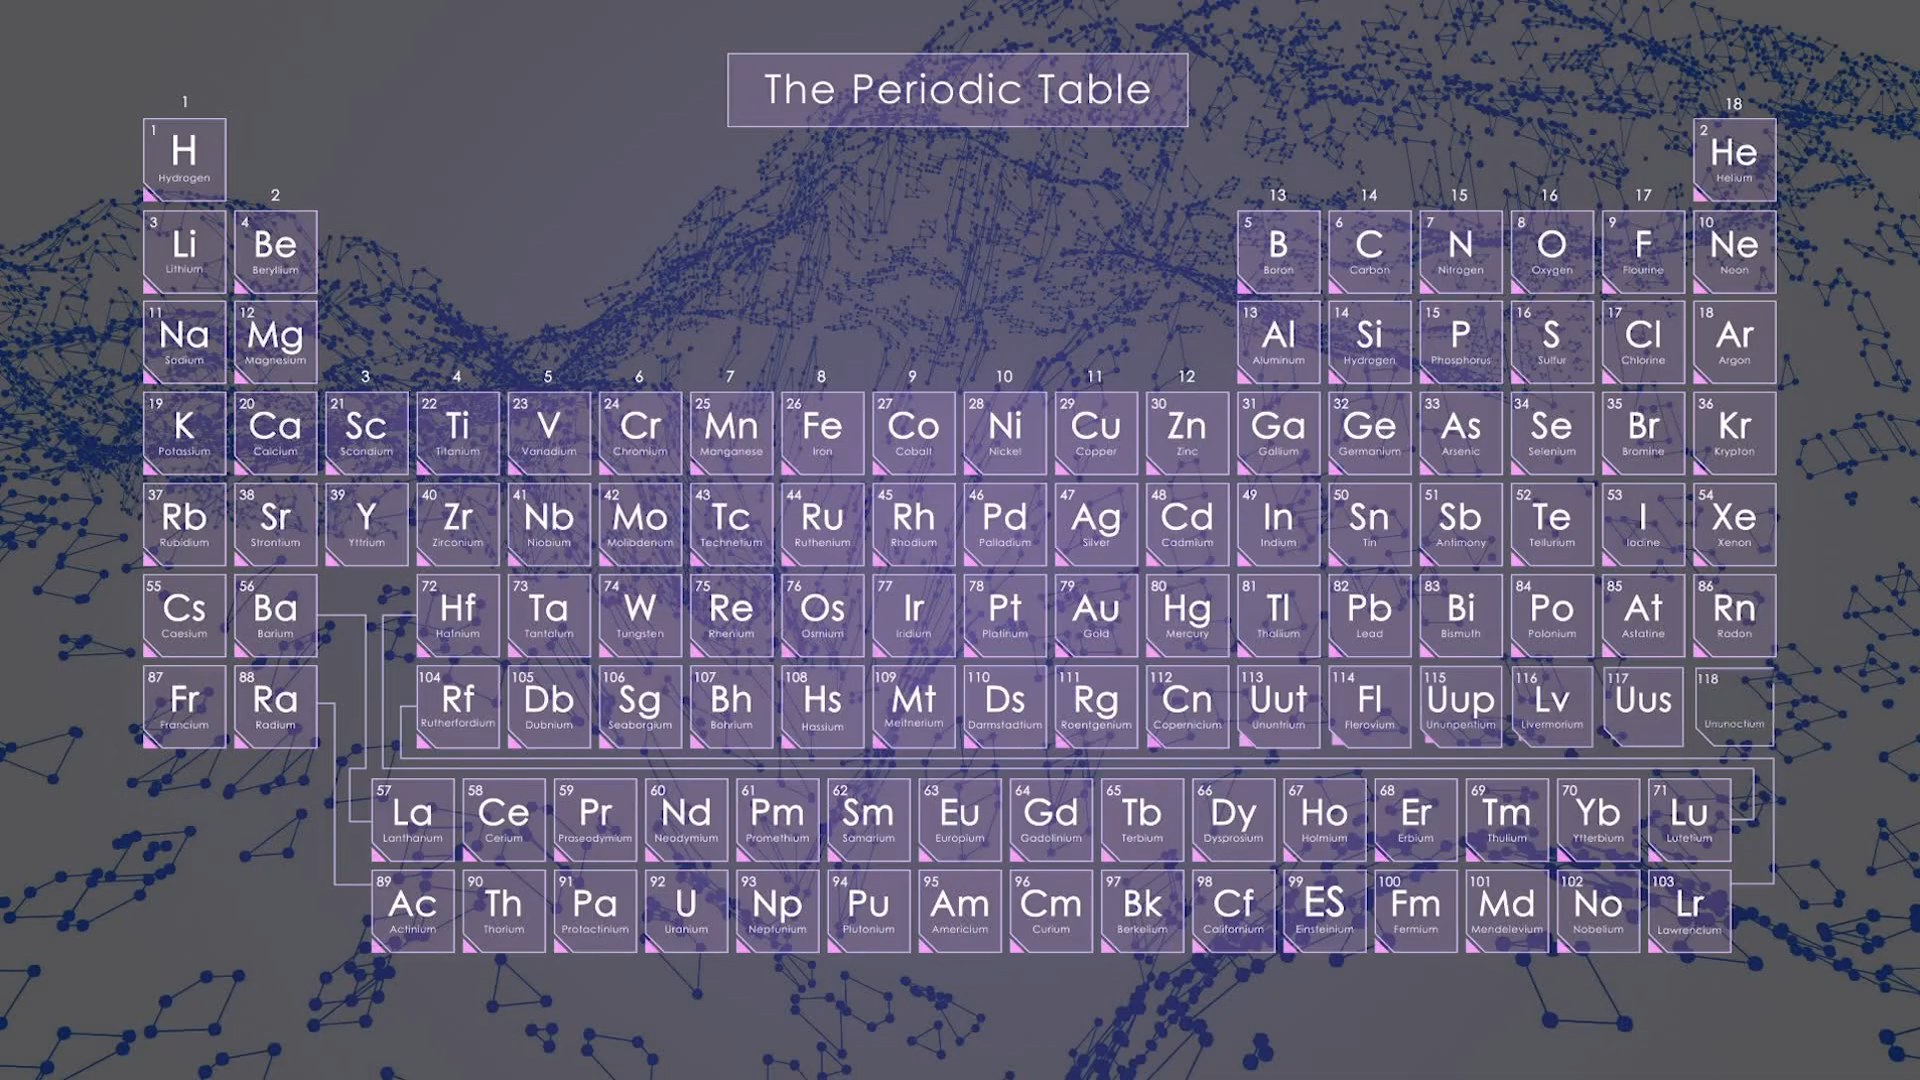 The Periodic Table
1
18
1 H Hydrogen
2 He Helium
2
13 14 15 16 17
3 Li Lithium
4 Be Beryllium
5 B Boron
6 C Carbon
7 N Nitrogen
8 O Oxygen
9 F Flourine
10 Ne Neon
11 Na Sodium
12 Mg Magnesium
13 Al Aluminum
14 Si Hydrogen
15 P Phosphorus
16 S Sulfur
17 Cl Chlorine
18 Ar Argon
3 4 5 6 7 8 9 10 11 12
19 K Potassium
20 Ca Calcium
21 Sc Scandium
22 Ti Titanium
23 V Vanadium
24 Cr Chromium
25 Mn Manganese
26 Fe Iron
27 Co Cobalt
28 Ni Nickel
29 Cu Copper
30 Zn Zinc
31 Ga Gallium
32 Ge Germanium
33 As Arsenic
34 Se Selenium
35 Br Bromine
36 Kr Krypton
37 Rb Rubidium
38 Sr Strontium
39 Y Yttrium
40 Zr Zirconium
41 Nb Niobium
42 Mo Molibdenum
43 Tc Technetium
44 Ru Ruthenium
45 Rh Rhodium
46 Pd Palladium
47 Ag Silver
48 Cd Cadmium
49 In Indium
50 Sn Tin
51 Sb Antimony
52 Te Tellurium
53 I Iodine
54 Xe Xenon
55 Cs Caesium
56 Ba Barium
72 Hf Hafnium
73 Ta Tantalum
74 W Tungsten
75 Re Rhenium
76 Os Osmium
77 Ir Iridium
78 Pt Platinum
79 Au Gold
80 Hg Mercury
81 Tl Thallium
82 Pb Lead
83 Bi Bismuth
84 Po Polonium
85 At Astatine
86 Rn Radon
87 Fr Francium
88 Ra Radium
104 Rf Rutherfordium
105 Db Dubnium
106 Sg Seaborgium
107 Bh Bohrium
108 Hs Hassium
109 Mt Meitnerium
110 Ds Darmstadtium
111 Rg Roentgenium
112 Cn Copernicium
113 Uut Ununtrium
114 Fl Flerovium
115 Uup Ununpentium
116 Lv Livermorium
117 Uus
118 Ununoctium
57 La Lanthanum
58 Ce Cerium
59 Pr Praseodymium
60 Nd Neodymium
61 Pm Promethium
62 Sm Samarium
63 Eu Europium
64 Gd Gadolinium
65 Tb Terbium
66 Dy Dysprosium
67 Ho Holmium
68 Er Erbium
69 Tm Thulium
70 Yb Ytterbium
71 Lu Lutetium
89 Ac Actinium
90 Th Thorium
91 Pa Protactinium
92 U Uranium
93 Np Neptunium
94 Pu Plutonium
95 Am Americium
96 Cm Curium
97 Bk Berkelium
98 Cf Californium
99 ES Einsteinium
100 Fm Fermium
101 Md Mendelevium
102 No Nobelium
103 Lr Lawrencium